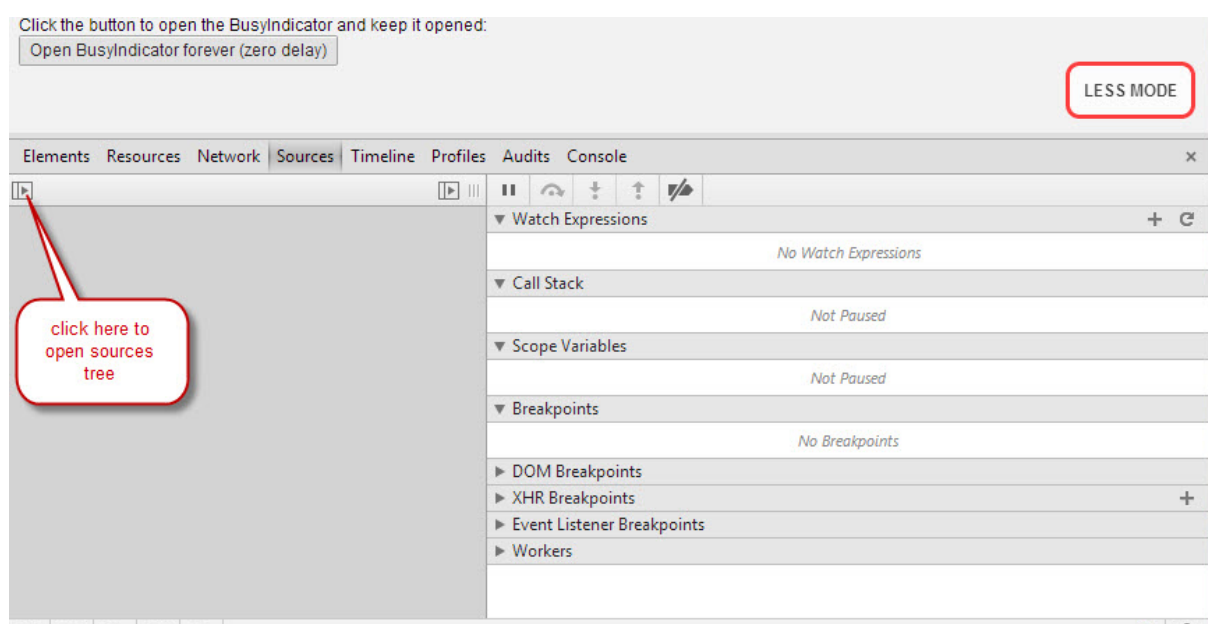 Click the button to open the BusyIndicator and keep it opened:
Open BusyIndicator forever (zero delay)
LESS MODE
Elements Resources Network Sources Timeline Profiles Audits Console
Watch Expressions
No Watch Expressions
Call Stack
Not Paused
Scope Variables
Not Paused
Breakpoints
No Breakpoints
DOM Breakpoints
XHR Breakpoints
Event Listener Breakpoints
Workers
click here to
open sources
tree